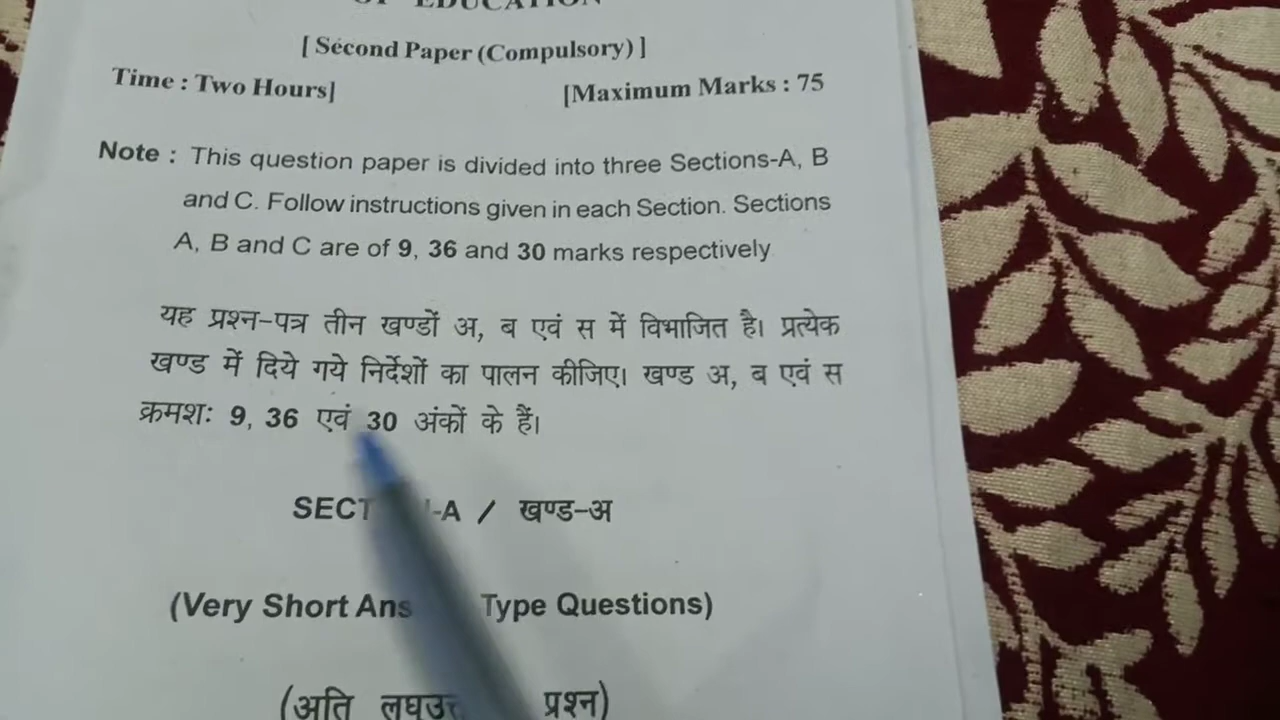 OF EDUCATION
[ Second Paper (Compulsory) ]
Time : Two Hours] [Maximum Marks : 75
Note : This question paper is divided into three Sections-A, B
and C. Follow instructions given in each Section. Sections
A, B and C are of 9, 36 and 30 marks respectively
यह प्रश्न-पत्र तीन खण्डों अ, ब एवं स में विभाजित है। प्रत्येक
खण्ड में दिये गये निर्देशों का पालन कीजिए। खण्ड अ, ब एवं स
क्रमशः 9, 36 एवं 30 अंकों के हैं।
-A / खण्ड-अ
(Very Short Type Questions)
(अति प्रश्न)